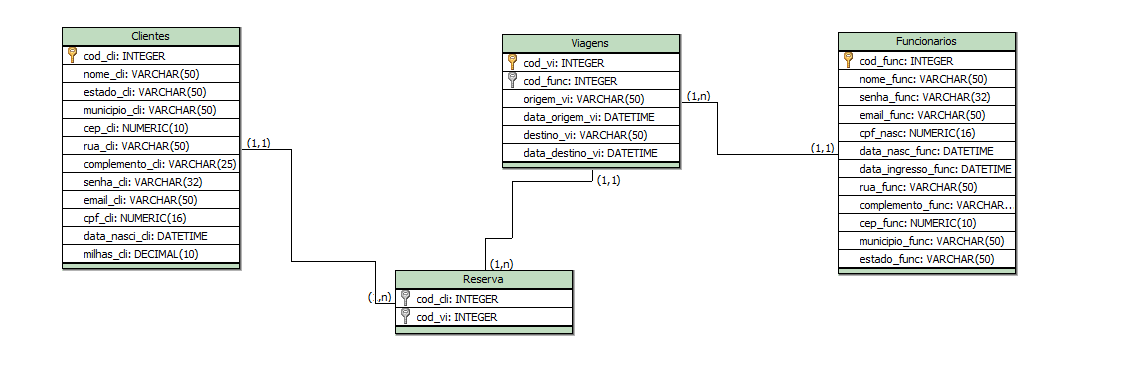 Clientes
cod_cli: INTEGER
nome_cli: VARCHAR(50)
estado_cli: VARCHAR(50)
municipio_cli: VARCHAR(50)
cep_cli: NUMERIC(10)
rua_cli: VARCHAR(50)
complemento_cli: VARCHAR(25)
senha_cli: VARCHAR(32)
email_cli: VARCHAR(50)
cpf_cli: NUMERIC(16)
data_nasci_cli: DATETIME
milhas_cli: DECIMAL(10)
(1,1)
Viagens
cod_vi: INTEGER
cod_func: INTEGER
origem_vi: VARCHAR(50)
data_origem_vi: DATETIME
destino_vi: VARCHAR(50)
data_destino_vi: DATETIME
(1,n)
(1,1)
(1,1)
Funcionarios
cod_func: INTEGER
nome_func: VARCHAR(50)
senha_func: VARCHAR(32)
email_func: VARCHAR(50)
cpf_nasc: NUMERIC(16)
data_nasc_func: DATETIME
data_ingresso_func: DATETIME
rua_func: VARCHAR(50)
complemento_func: VARCHAR...
cep_func: NUMERIC(10)
municipio_func: VARCHAR(50)
estado_func: VARCHAR(50)
(1,n)
(1,n)
Reserva
cod_cli: INTEGER
cod_vi: INTEGER